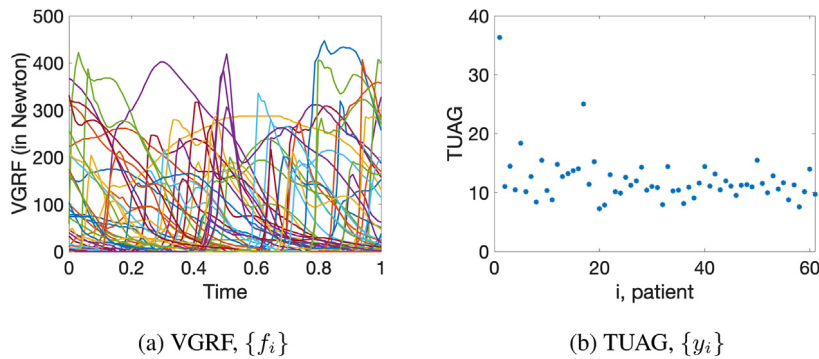 500
400
300
200
100
0
VGRF (in Newton)
0 0.2 0.4 0.6 0.8 1
Time
40
30
20
10
0
TUAG
0 20 40 60
i, patient
(a) VGRF, {f_i}
(b) TUAG, {y_i}